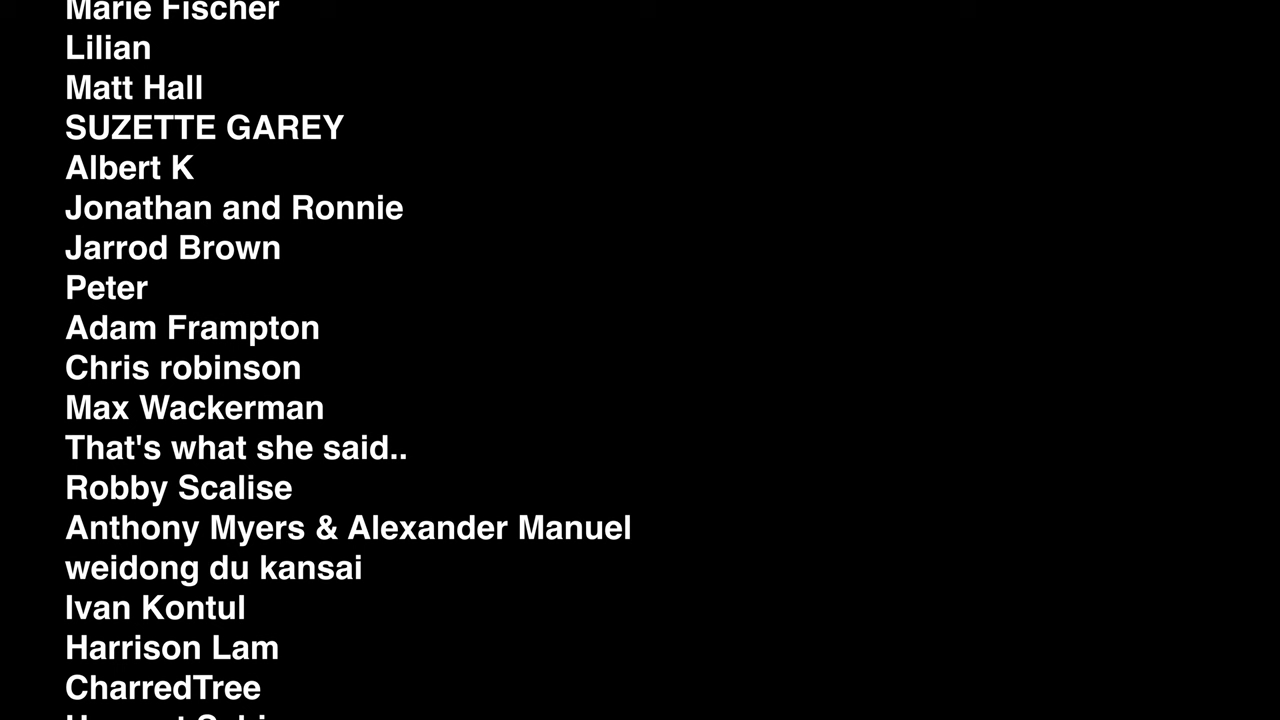 Marie Fischer
Lilian
Matt Hall
SUZETTE GAREY
Albert K
Jonathan and Ronnie
Jarrod Brown
Peter
Adam Frampton
Chris robinson
Max Wackerman
That's what she said..
Robby Scalise
Anthony Myers & Alexander Manuel
weidong du kansai
Ivan Kontul
Harrison Lam
CharredTree